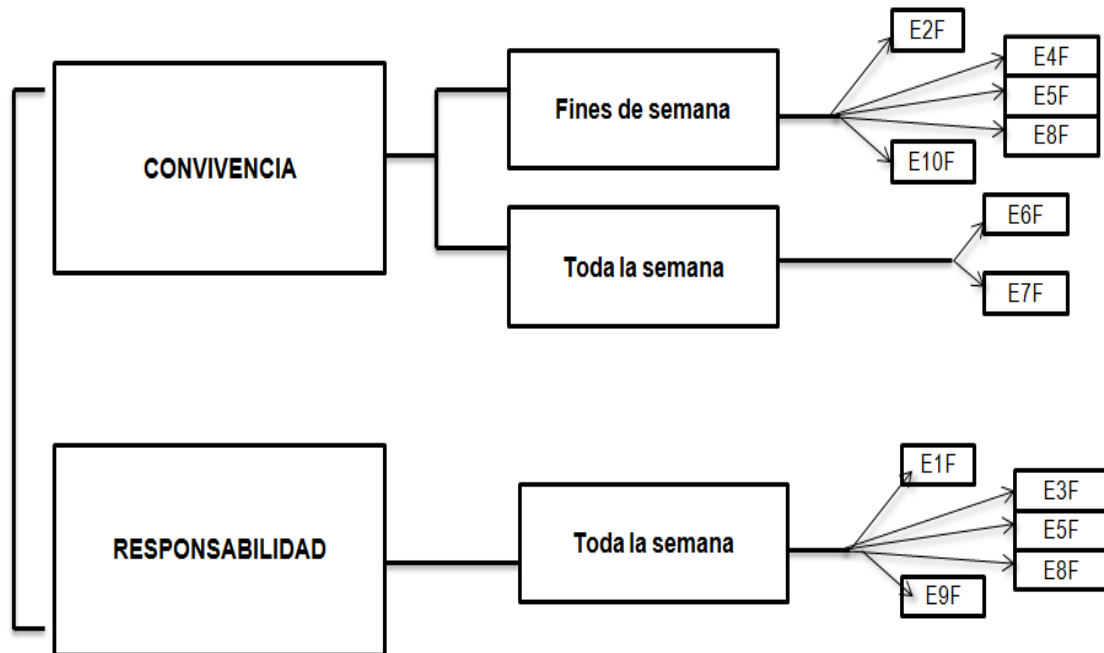 CONVIVENCIA
Fines de semana
E2F
E4F
E5F
E8F
E10F
Toda la semana
E6F
E7F
RESPONSABILIDAD
Toda la semana
E1F
E3F
E5F
E8F
E9F